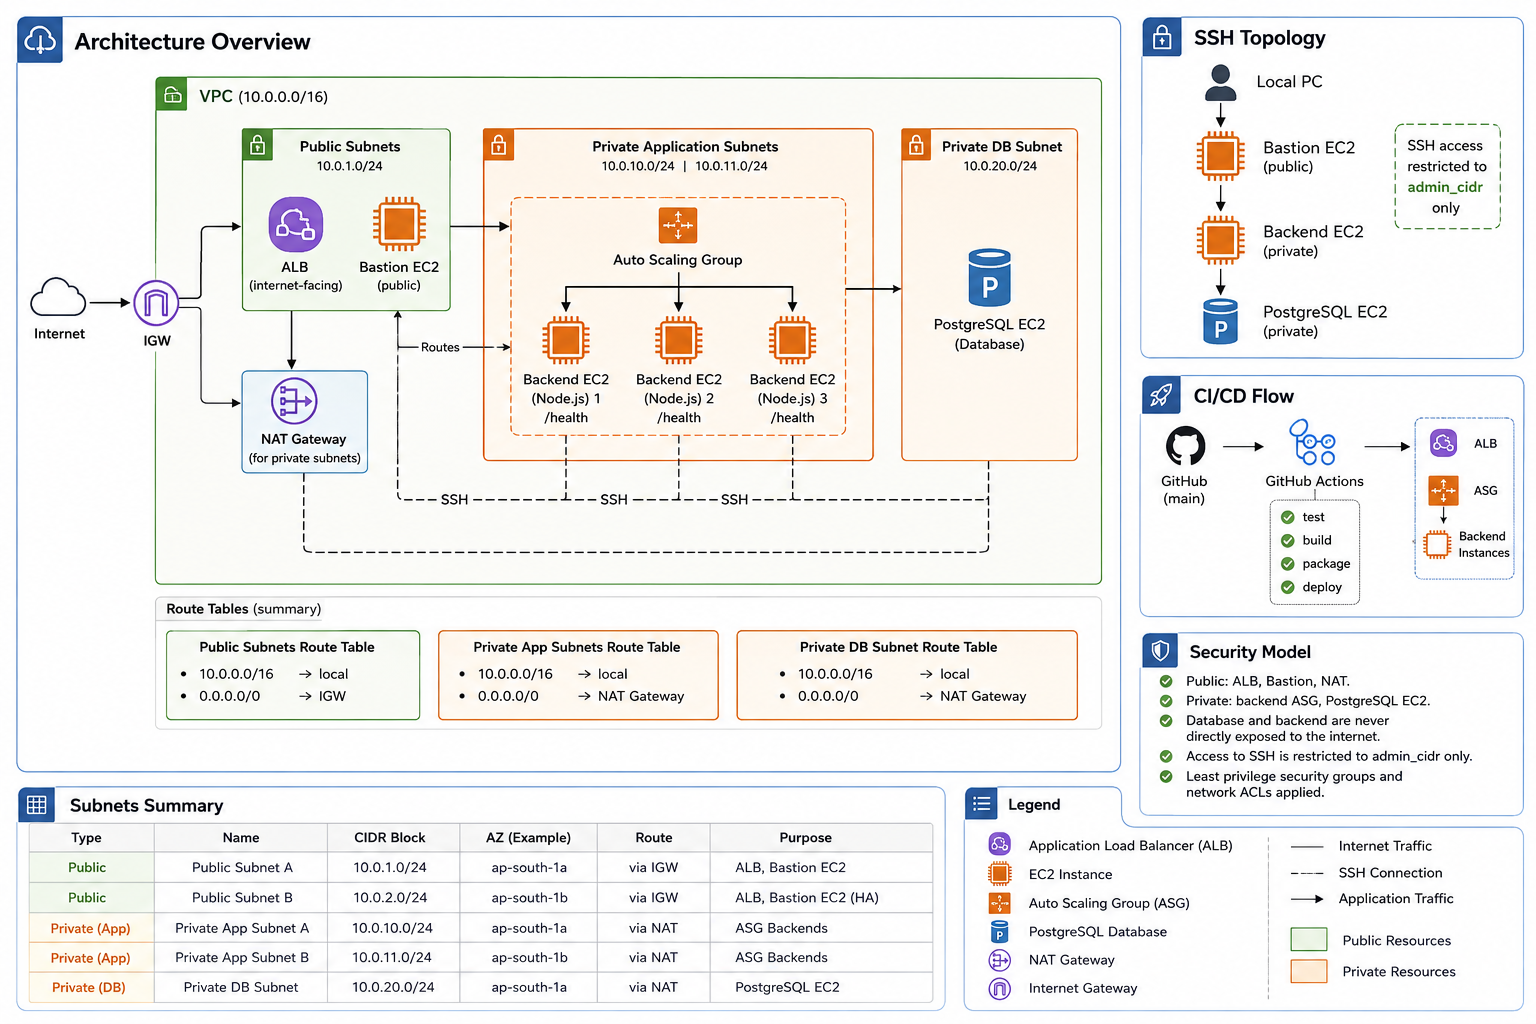 Architecture Overview
VPC (10.0.0.0/16)
Public Subnets
10.0.1.0/24
ALB
(internet-facing)
Bastion EC2
(public)
Private Application Subnets
10.0.10.0/24 | 10.0.11.0/24
Auto Scaling Group
Backend EC2
(Node.js) 1
/health
Backend EC2
(Node.js) 2
/health
Backend EC2
(Node.js) 3
/health
Private DB Subnet
10.0.20.0/24
P
PostgreSQL EC2
(Database)
Internet
IGW
Routes
NAT Gateway
(for private subnets)
SSH
SSH
SSH
Route Tables (summary)
Public Subnets Route Table
• 10.0.0.0/16 → local
• 0.0.0.0/0 → IGW
Private App Subnets Route Table
• 10.0.0.0/16 → local
• 0.0.0.0/0 → NAT Gateway
Private DB Subnet Route Table
• 10.0.0.0/16 → local
• 0.0.0.0/0 → NAT Gateway
SSH Topology
Local PC
Bastion EC2
(public)
Backend EC2
(private)
P
PostgreSQL EC2
(private)
SSH access
restricted to
admin_cidr
only
CI/CD Flow
GitHub
(main)
GitHub Actions
test
build
package
deploy
ALB
ASG
Backend
Instances
Security Model
Public: ALB, Bastion, NAT.
Private: backend ASG, PostgreSQL EC2.
Database and backend are never
directly exposed to the internet.
Access to SSH is restricted to admin_cidr only.
Least privilege security groups and
network ACLs applied.
Subnets Summary
Type Name CIDR Block AZ (Example) Route Purpose
Public Public Subnet A 10.0.1.0/24 ap-south-1a via IGW ALB, Bastion EC2
Public Public Subnet B 10.0.2.0/24 ap-south-1b via IGW ALB, Bastion EC2 (HA)
Private (App) Private App Subnet A 10.0.10.0/24 ap-south-1a via NAT ASG Backends
Private (App) Private App Subnet B 10.0.11.0/24 ap-south-1b via NAT ASG Backends
Private (DB) Private DB Subnet 10.0.20.0/24 ap-south-1a via NAT PostgreSQL EC2
Legend
Application Load Balancer (ALB)
EC2 Instance
Auto Scaling Group (ASG)
P
PostgreSQL Database
NAT Gateway
Internet Gateway
Internet Traffic
SSH Connection
Application Traffic
Public Resources
Private Resources